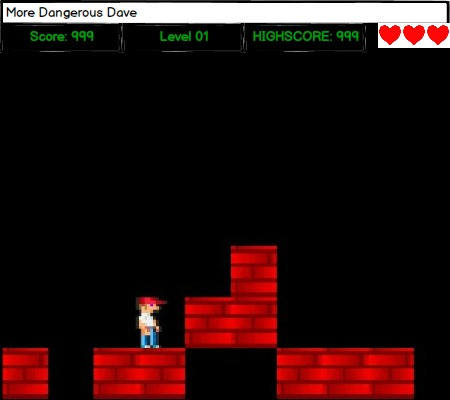 More Dangerous Dave
Score: 999 Level 01 HIGHSCORE: 999